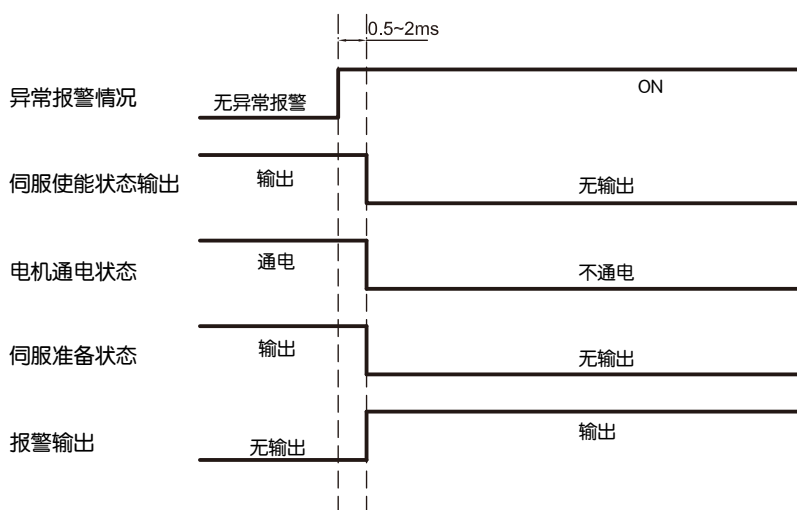 0.5~2ms
异常报警情况
无异常报警
ON
伺服使能状态输出
输出
无输出
电机通电状态
通电
不通电
伺服准备状态
输出
无输出
报警输出
无输出
输出